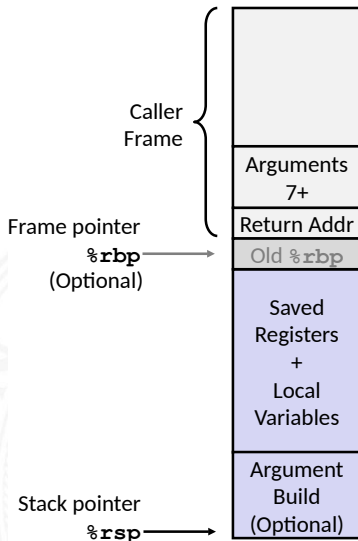 Caller
Frame
Arguments
7+
Return Addr
Frame pointer
%rbp
(Optional)
Old %rbp
Saved
Registers
+
Local
Variables
Argument
Build
(Optional)
Stack pointer
%rsp